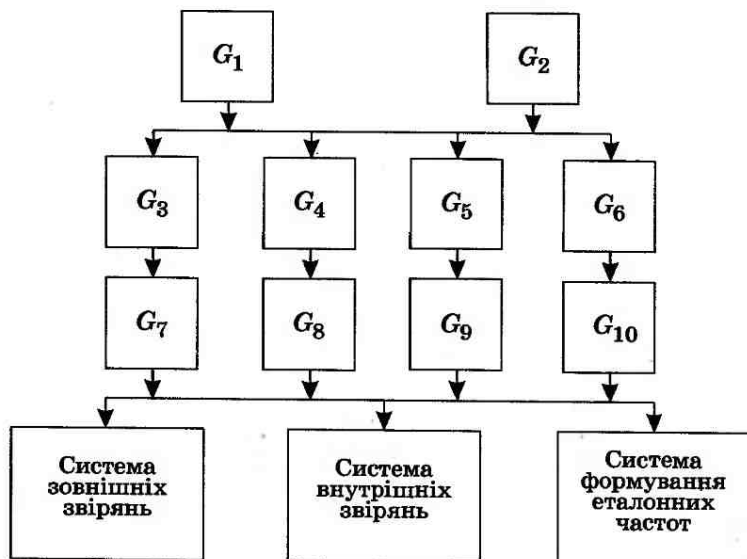 G1
G2
G3
G4
G5
G6
G7
G8
G9
G10
Система
зовнішніх
звірянь
Система
внутрішніх
звірянь
Система
формування
еталонних
частот